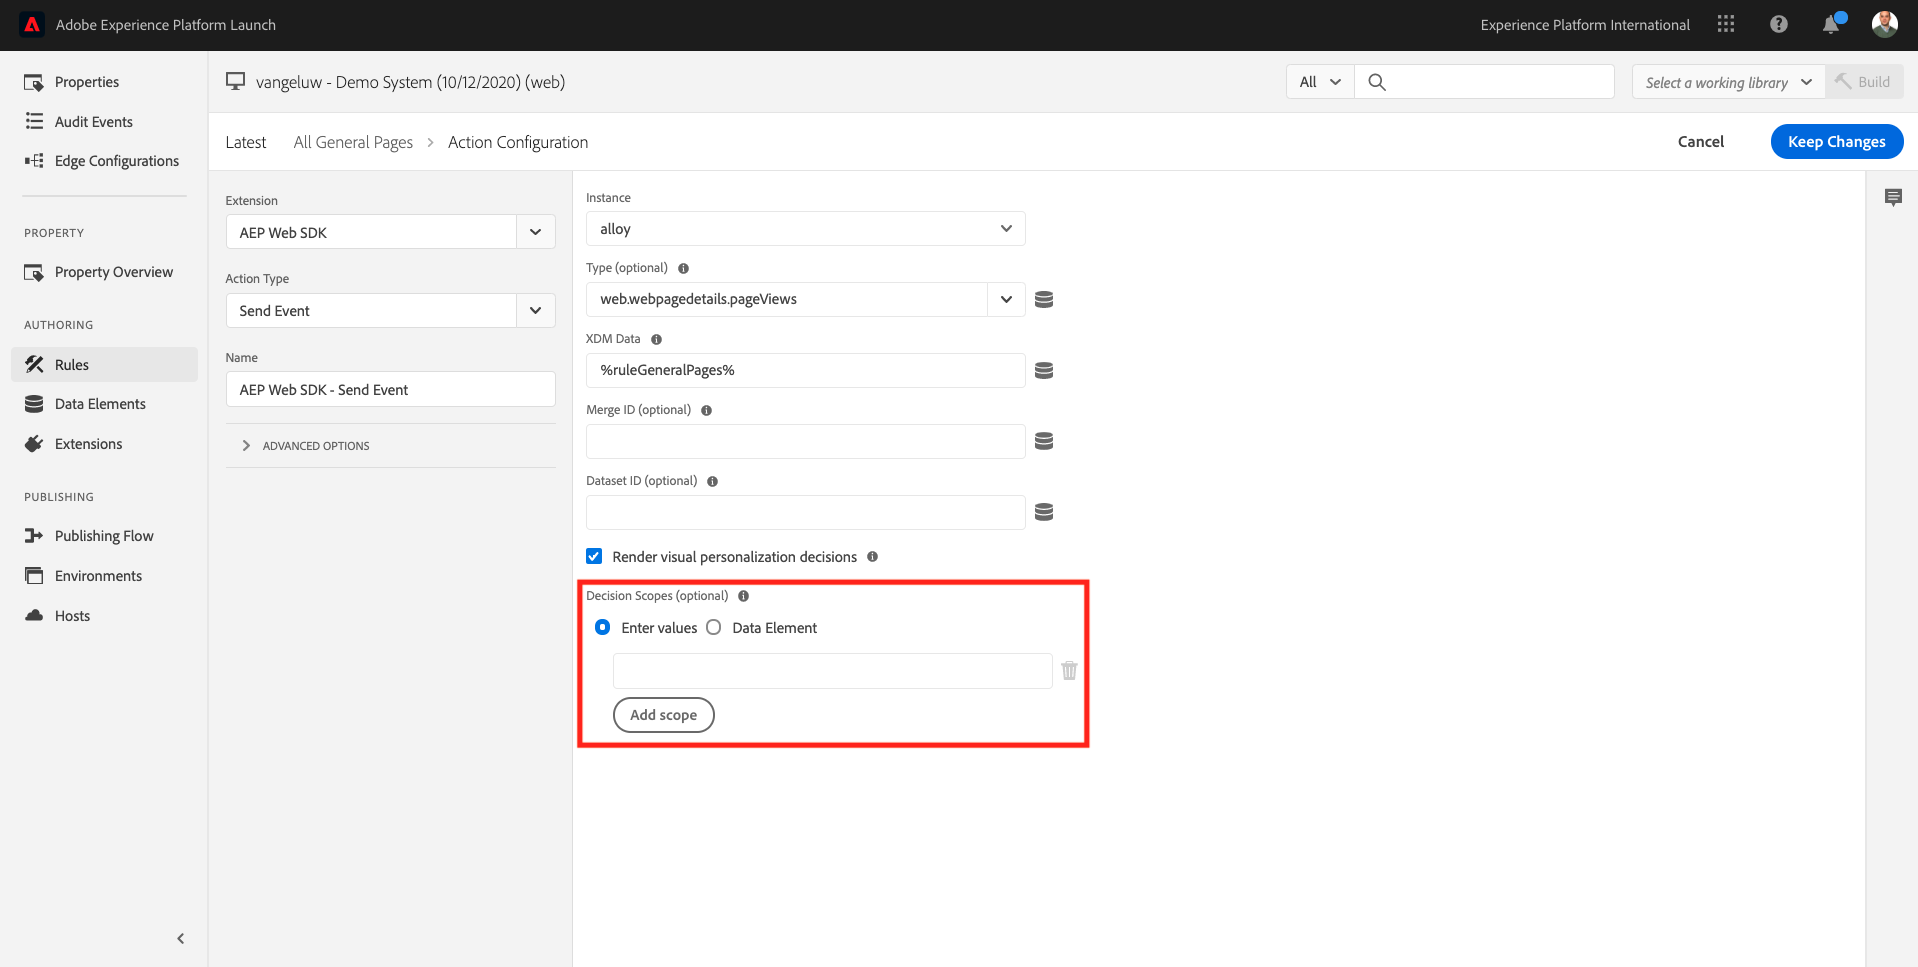 Adobe Experience Platform Launch
Experience Platform International
Properties
Audit Events
Edge Configurations
PROPERTY
Property Overview
AUTHORING
Rules
Data Elements
Extensions
PUBLISHING
Publishing Flow
Environments
Hosts
vangeluw - Demo System (10/12/2020) (web)
All
Select a working library
Build
Latest
All General Pages > Action Configuration
Cancel
Keep Changes
Extension
AEP Web SDK
Action Type
Send Event
Name
AEP Web SDK - Send Event
ADVANCED OPTIONS
Instance
alloy
Type (optional)
web.webpagedetails.pageViews
XDM Data
%ruleGeneralPages%
Merge ID (optional)
Dataset ID (optional)
Render visual personalization decisions
Decision Scopes (optional)
Enter values
Data Element
Add scope